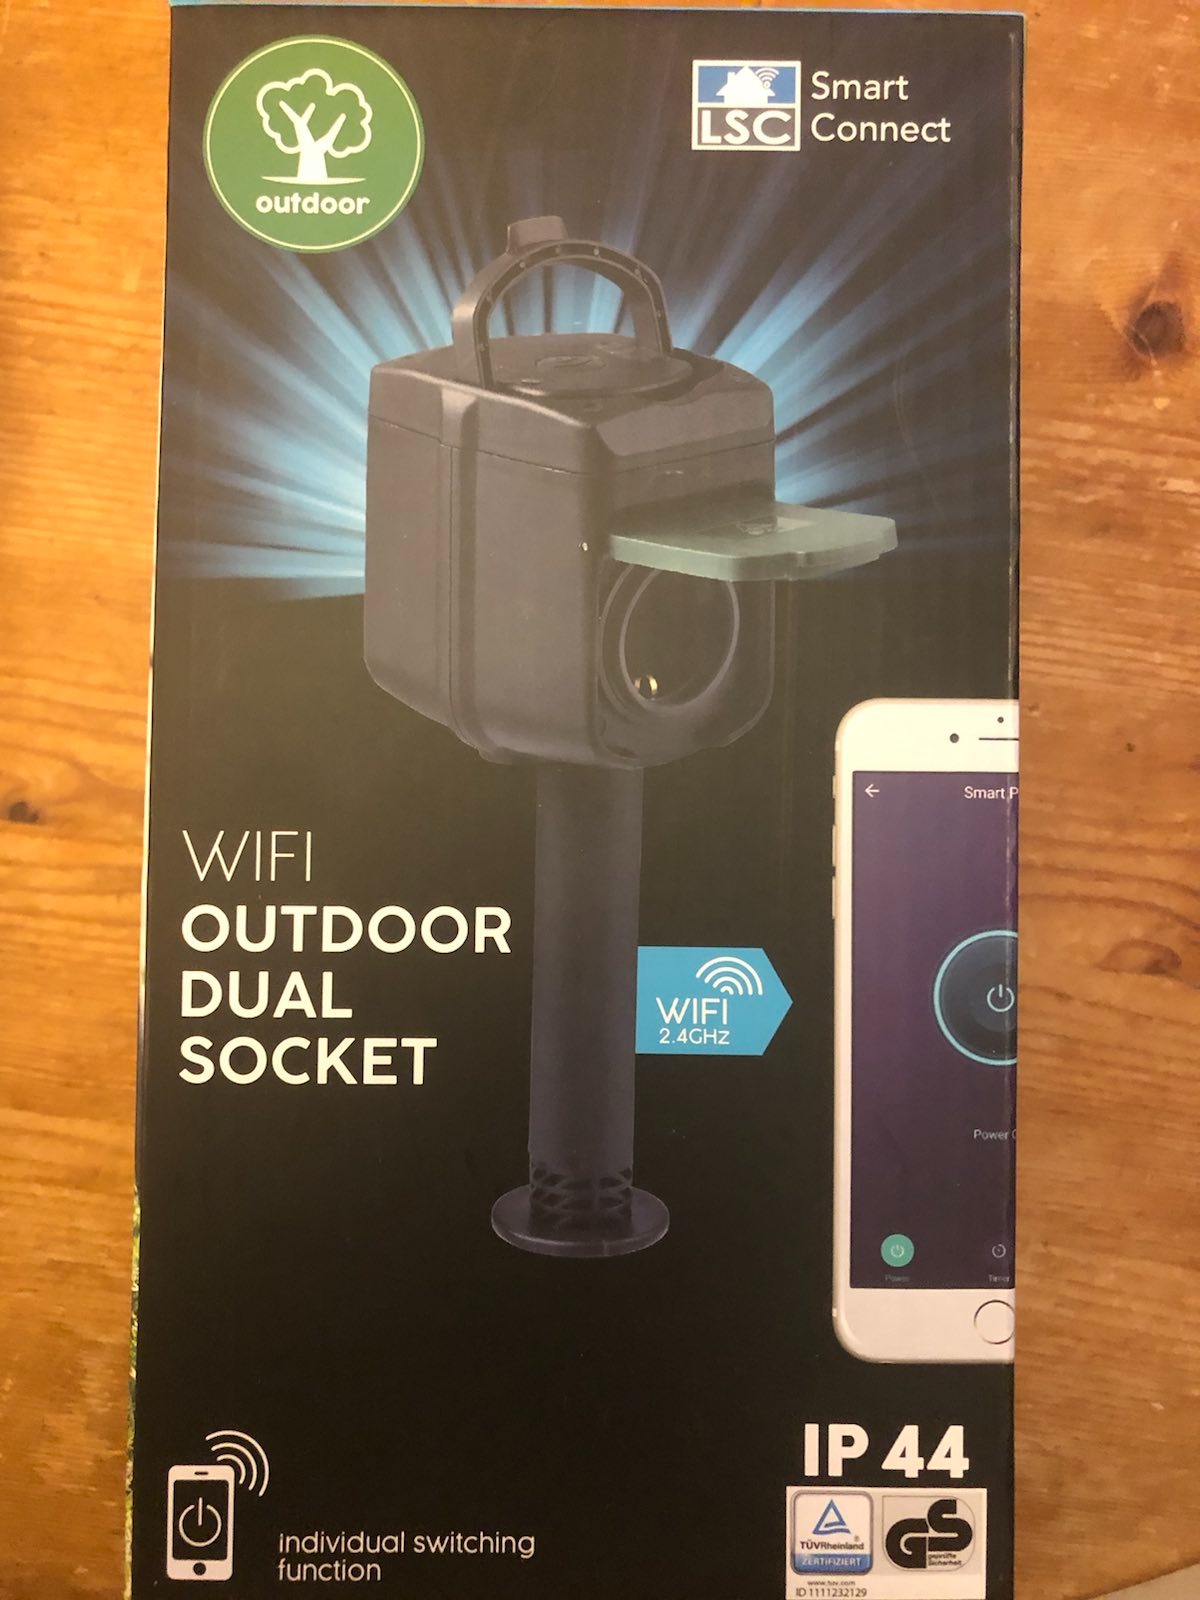 outdoor
LSC
Smart
Connect
WIFI
OUTDOOR
DUAL
SOCKET
WIFI
2.4GHZ
Smart P
Power
Power
Timer
IP 44
individual switching
function
TÜVRheinland®
ZERTIFIZIERT
GS
geprüfte
Sicherheit
www.tuv.com
ID 1111232129